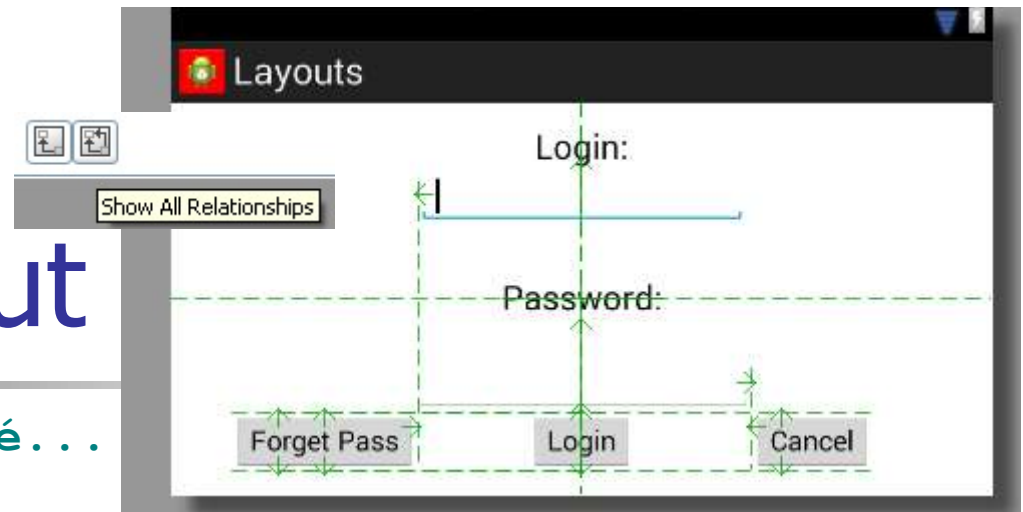 Layouts
Login:
Show All Relationships
ut
Password:
é...
Forget Pass Login Cancel